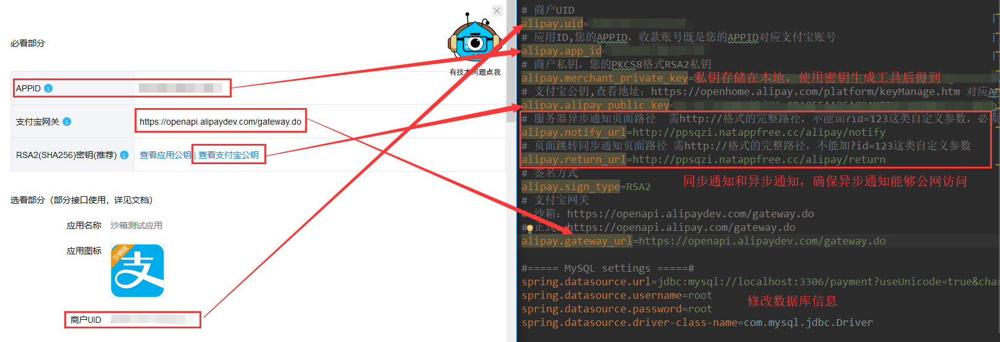 必看部分
有技术问题点我
APPID
支付宝网关
https://openapi.alipaydev.com/gateway.do
RSA2(SHA256)密钥(推荐)
查看应用公钥 | 查看支付宝公钥
选看部分（部分接口使用，详见文档）
应用名称 沙箱测试应用
应用图标
沙箱版
支
商户UID
# 商户UID
alipay.uid=
# 应用ID,您的APPID，收款账号既是您的APPID对应支付宝账号
alipay.app_id=
# 商户私钥，您的PKCS8格式RSA2私钥
alipay.merchant_private_key=私钥存储在本地，使用密钥生成工具后得到
# 支付宝公钥,查看地址：https://openhome.alipay.com/platform/keyManage.htm 对应AP
alipay.alipay_public_key=
# 服务器异步通知页面路径  需http://格式的完整路径，不能加?id=123这类自定义参数，必须
alipay.notify_url=http://ppsqzi.natappfree.cc/alipay/notify
# 页面跳转同步通知页面路径 需http://格式的完整路径，不能加?id=123这类自定义参数
alipay.return_url=http://ppsqzi.natappfree.cc/alipay/return
# 签名方式
同步通知和异步通知，确保异步通知能够公网访问
alipay.sign_type=RSA2
# 支付宝网关
# 沙箱：https://openapi.alipaydev.com/gateway.do
# 正式：https://openapi.alipay.com/gateway.do
alipay.gateway_url=https://openapi.alipaydev.com/gateway.do
#===== MySQL settings =====#
spring.datasource.url=jdbc:mysql://localhost:3306/payment?useUnicode=true&char
spring.datasource.username=root
修改数据库信息
spring.datasource.password=root
spring.datasource.driver-class-name=com.mysql.jdbc.Driver